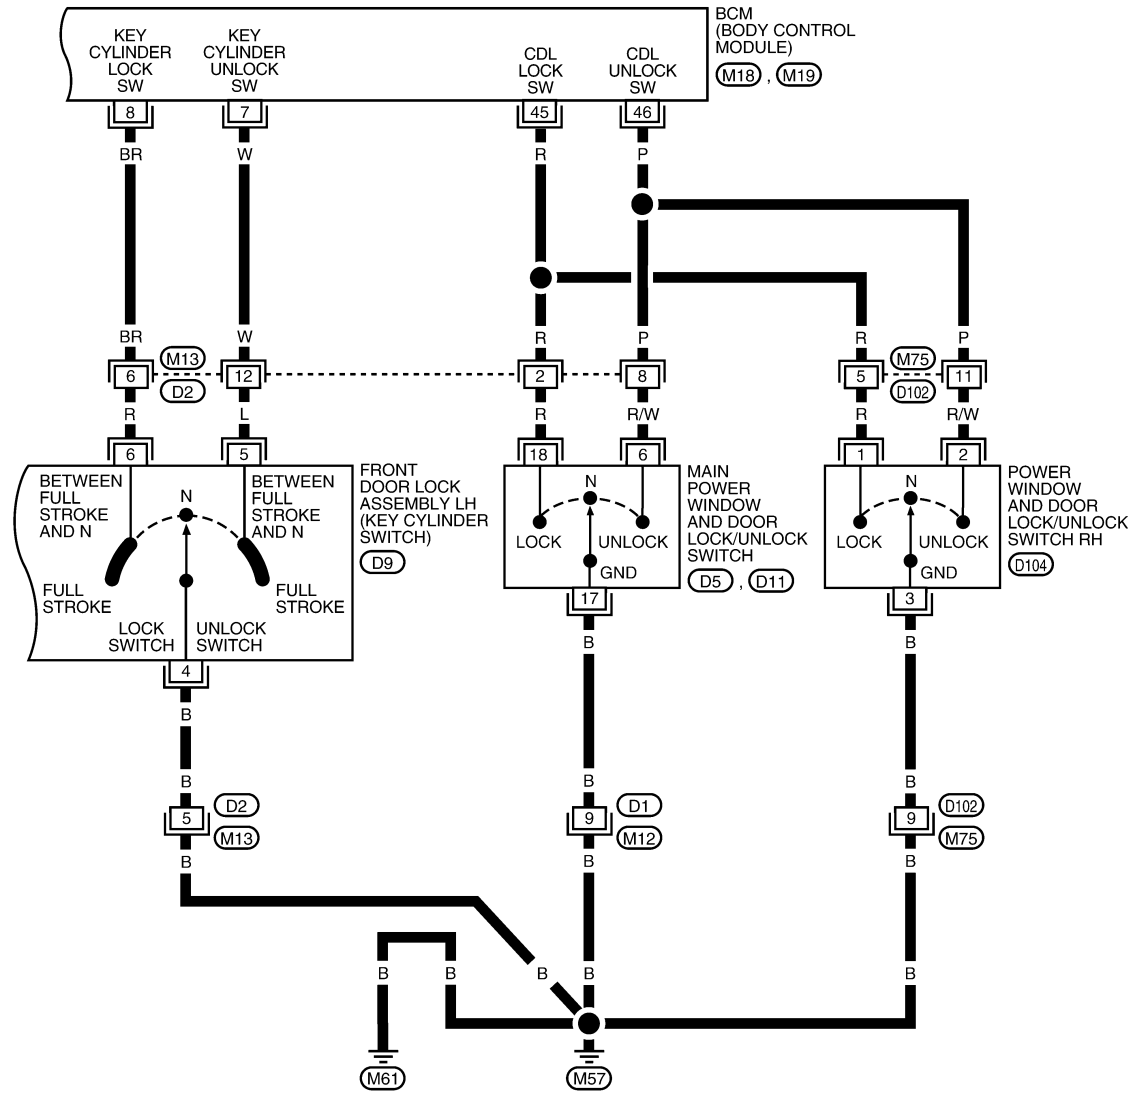 BCM
(BODY CONTROL
MODULE)
M18 , M19
KEY
CYLINDER
LOCK
SW
KEY
CYLINDER
UNLOCK
SW
CDL
LOCK
SW
CDL
UNLOCK
SW
8
7
45
46
BR
W
R
P
BR
W
R
P
R
P
6
M13
D2
12
2
8
5
M75
D102
11
R
L
R
R/W
R
R/W
6
5
18
6
1
2
BETWEEN
FULL
STROKE
AND N
N
BETWEEN
FULL
STROKE
AND N
FULL
STROKE
FULL
STROKE
LOCK
SWITCH
UNLOCK
SWITCH
FRONT
DOOR LOCK
ASSEMBLY LH
(KEY CYLINDER
SWITCH)
D9
N
LOCK
UNLOCK
GND
MAIN
POWER
WINDOW
AND DOOR
LOCK/UNLOCK
SWITCH
D5 , D11
N
LOCK
UNLOCK
GND
POWER
WINDOW
AND DOOR
LOCK/UNLOCK
SWITCH RH
D104
4
17
3
B
B
B
B
B
B
5
D2
M13
9
D1
M12
9
D102
M75
B
B
B
B
B
B
B
B
M61
M57